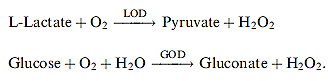 L-Lactate + O₂ —LOD→ Pyruvate + H₂O₂
Glucose + O₂ + H₂O —GOD→ Gluconate + H₂O₂.